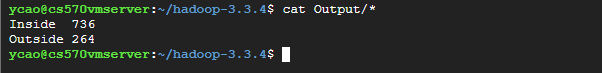 ycao@cs570vmserver:~/hadoop-3.3.4$ cat Output/*
Inside  736
Outside 264
ycao@cs570vmserver:~/hadoop-3.3.4$